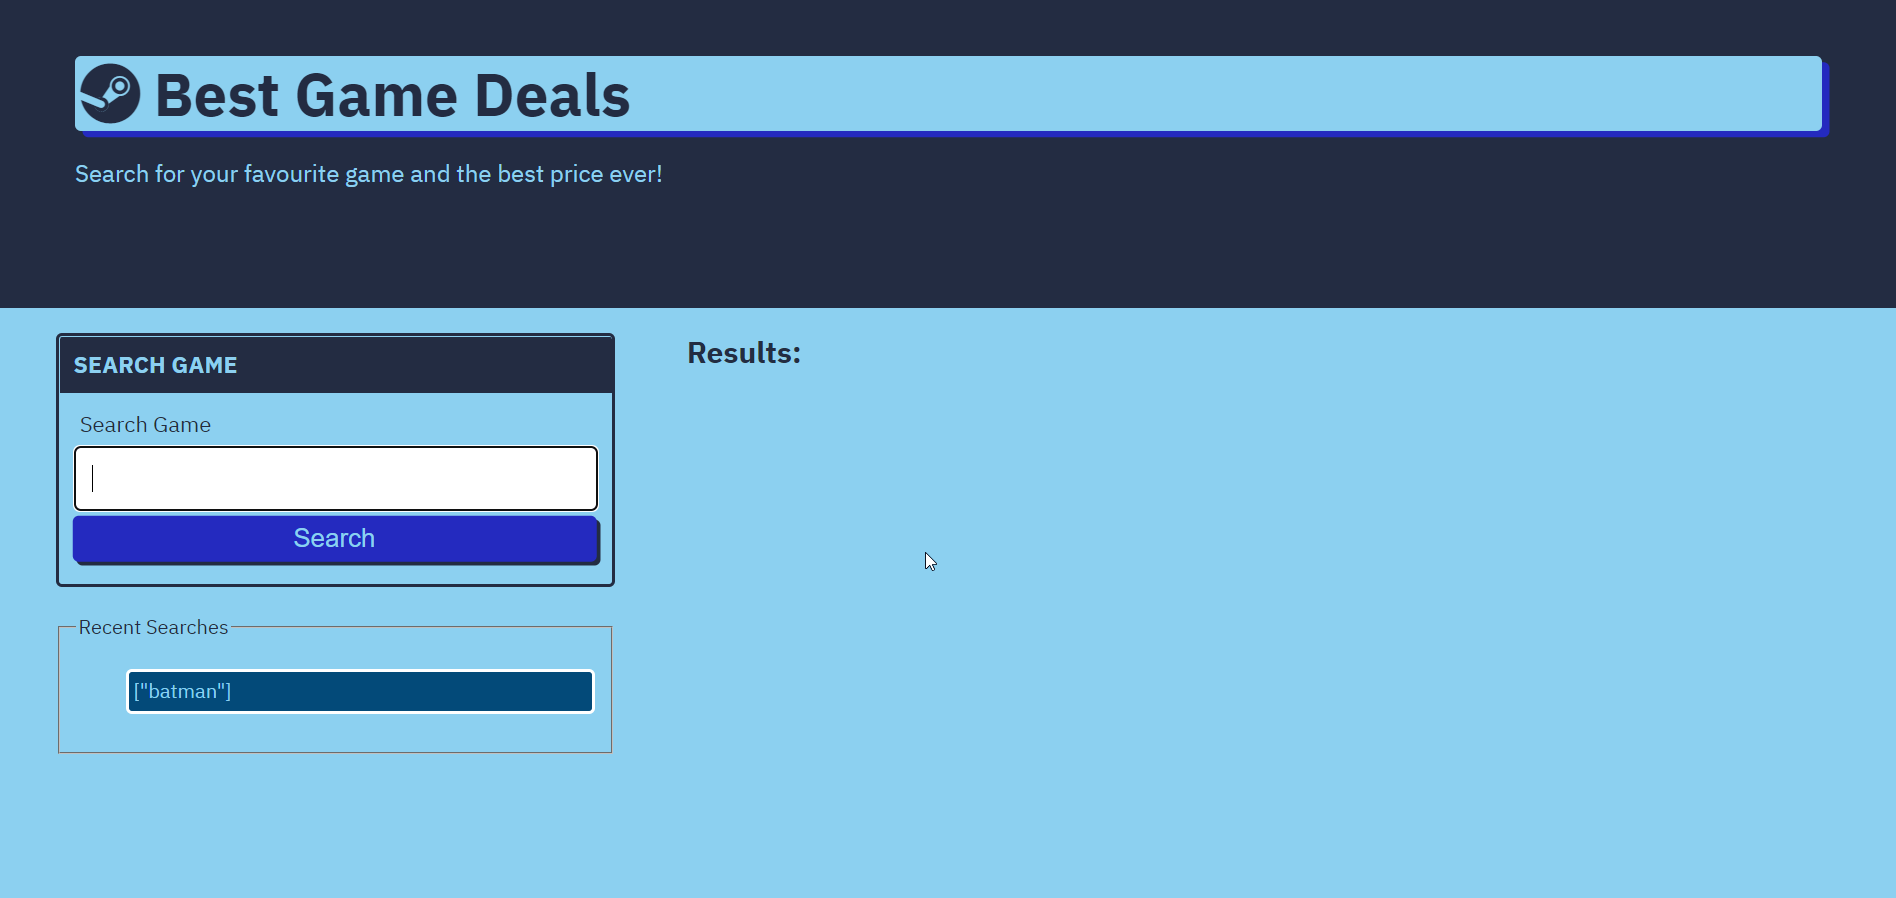 Best Game Deals
Search for your favourite game and the best price ever!
SEARCH GAME
Search Game
Search
Recent Searches
["batman"]
Results: